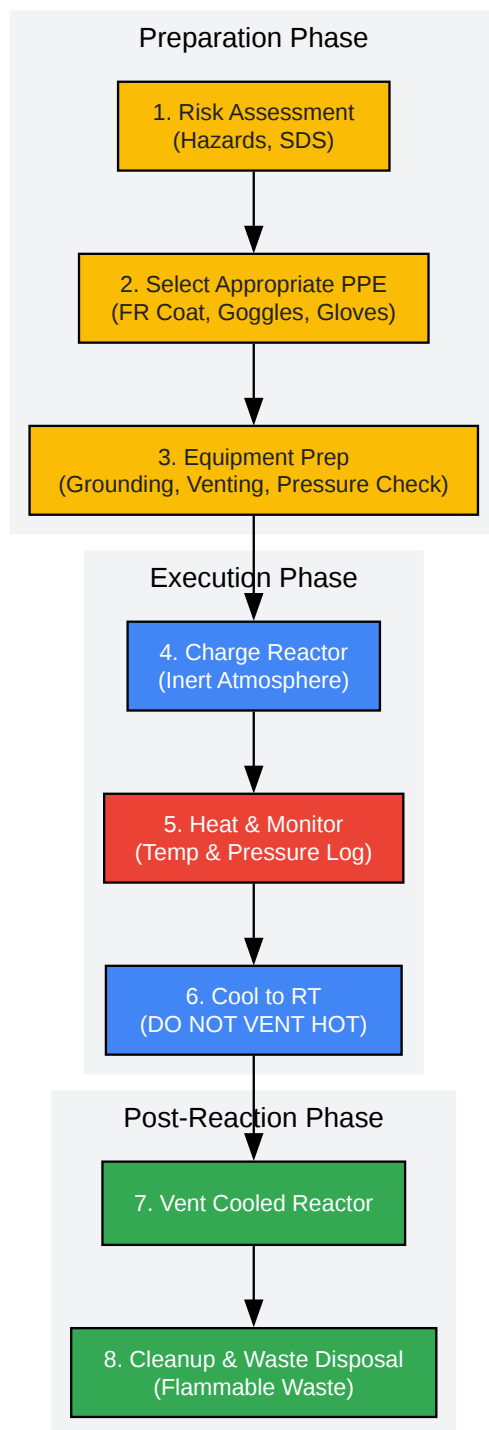 Preparation Phase
1. Risk Assessment
(Hazards, SDS)
2. Select Appropriate PPE
(FR Coat, Goggles, Gloves)
3. Equipment Prep
(Grounding, Venting, Pressure Check)
Execution Phase
4. Charge Reactor
(Inert Atmosphere)
5. Heat & Monitor
(Temp & Pressure Log)
6. Cool to RT
(DO NOT VENT HOT)
Post-Reaction Phase
7. Vent Cooled Reactor
8. Cleanup & Waste Disposal
(Flammable Waste)